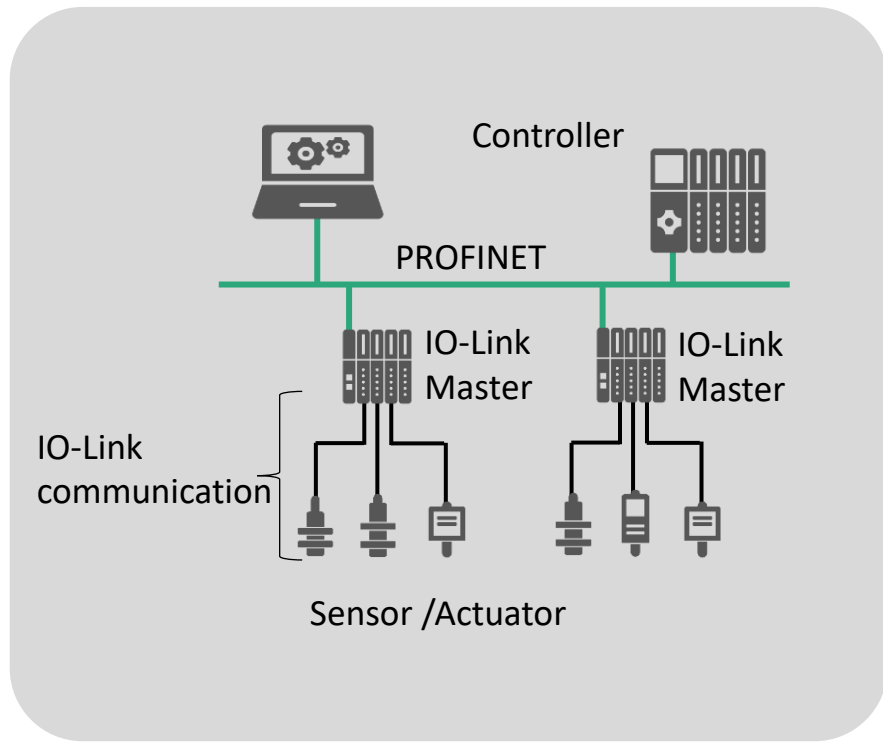 Controller
PROFINET
IO-Link
Master
IO-Link
Master
IO-Link
communication
Sensor /Actuator